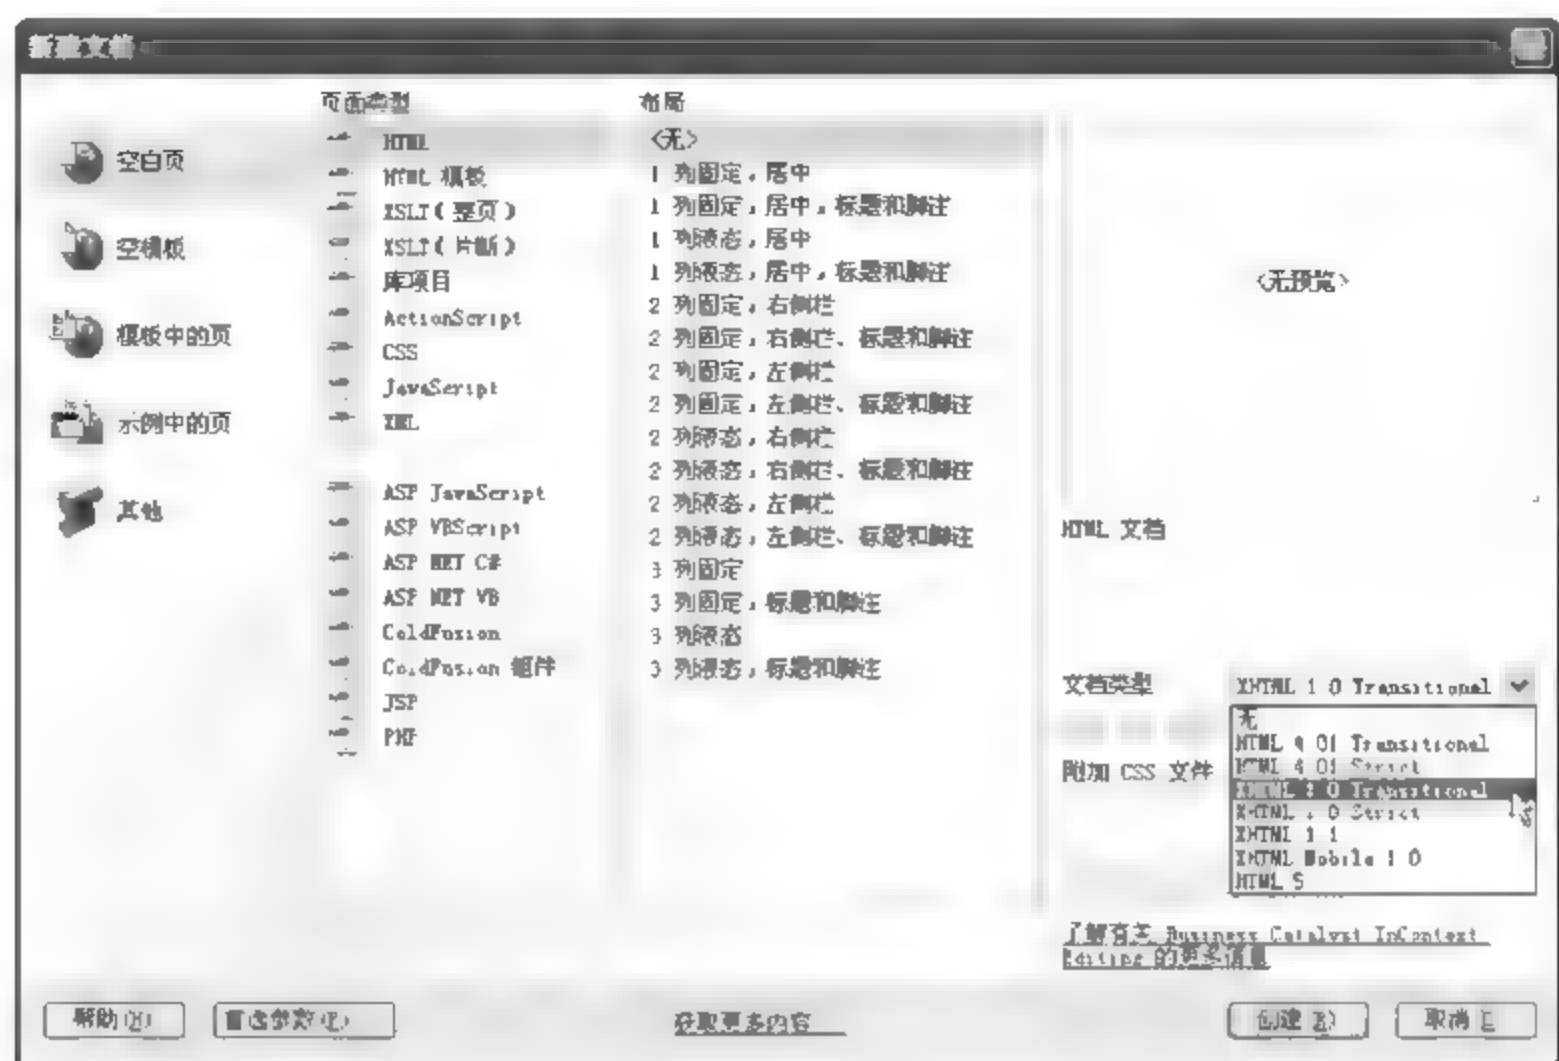 新建文档
空白页
空模板
模板中的页
示例中的页
其他
页面类型
HTML
HTML 模板
XSLT（整页）
XSLT（片断）
库项目
ActionScript
CSS
JavaScript
XML
ASP JavaScript
ASP VBScript
ASP NET C#
ASP NET VB
ColdFusion
ColdFusion 组件
JSP
PHP
布局
<无>
1 列固定，居中
1 列固定，居中，标题和脚注
1 列液态，居中
1 列液态，居中，标题和脚注
2 列固定，右侧栏
2 列固定，右侧栏、标题和脚注
2 列固定，左侧栏
2 列固定，左侧栏、标题和脚注
2 列液态，右侧栏
2 列液态，右侧栏、标题和脚注
2 列液态，左侧栏
2 列液态，左侧栏、标题和脚注
3 列固定
3 列固定，标题和脚注
3 列液态
3 列液态，标题和脚注
<无预览>
HTML 文档
文档类型
XHTML 1 0 Transitional
无
HTML 4 01 Transitional
HTML 4 01 Strict
XHTML 1 0 Transitional
XHTML 1 0 Strict
XHTML 1 1
XHTML Mobile 1 0
HTML 5
附加 CSS 文件
了解有关 Business Catalyst InContext
Editing 的更多信息
帮助(H)
首选参数(P)
获取更多内容
创建(R)
取消